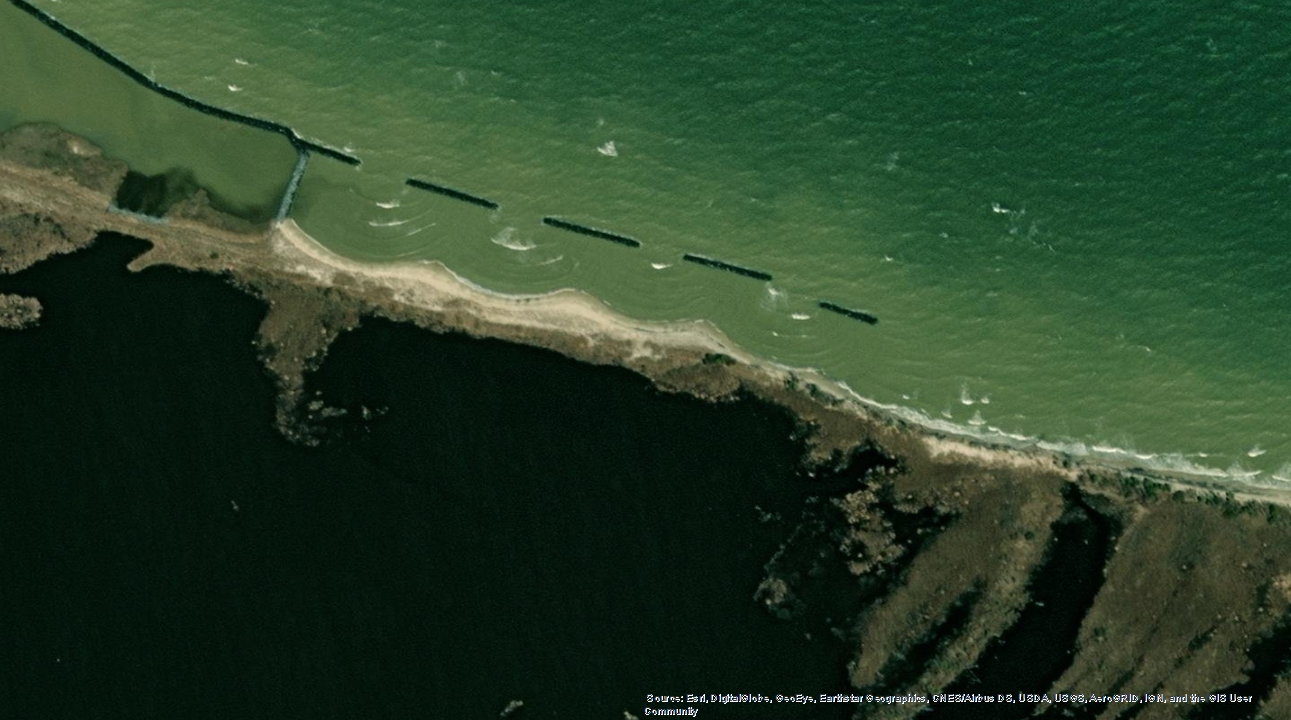 Source: Esri, DigitalGlobe, GeoEye, Earthstar Geographics, CNES/Airbus DS, USDA, USGS, AeroGRID, IGN, and the GIS User
Community